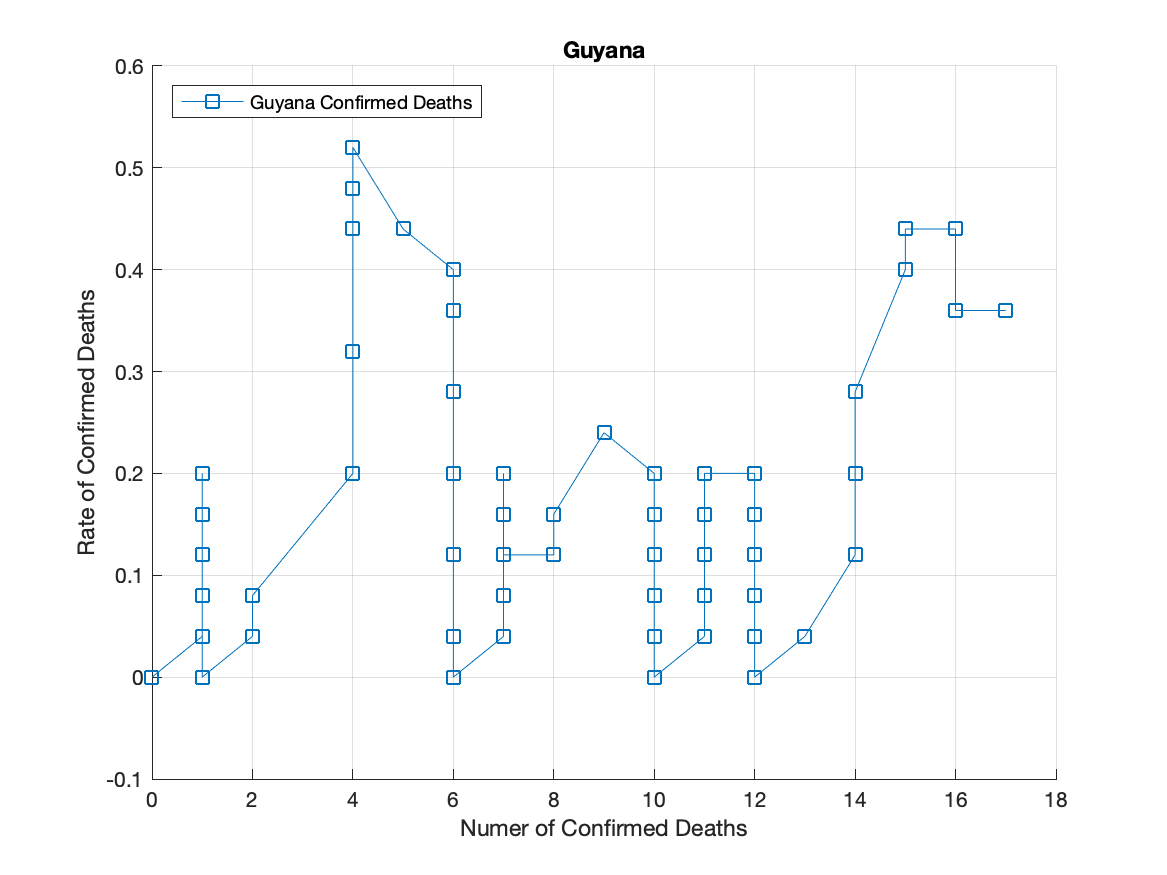 Guyana
Guyana Confirmed Deaths
0.6
0.5
0.4
0.3
0.2
0.1
0
-0.1
Rate of Confirmed Deaths
0 2 4 6 8 10 12 14 16 18
Numer of Confirmed Deaths